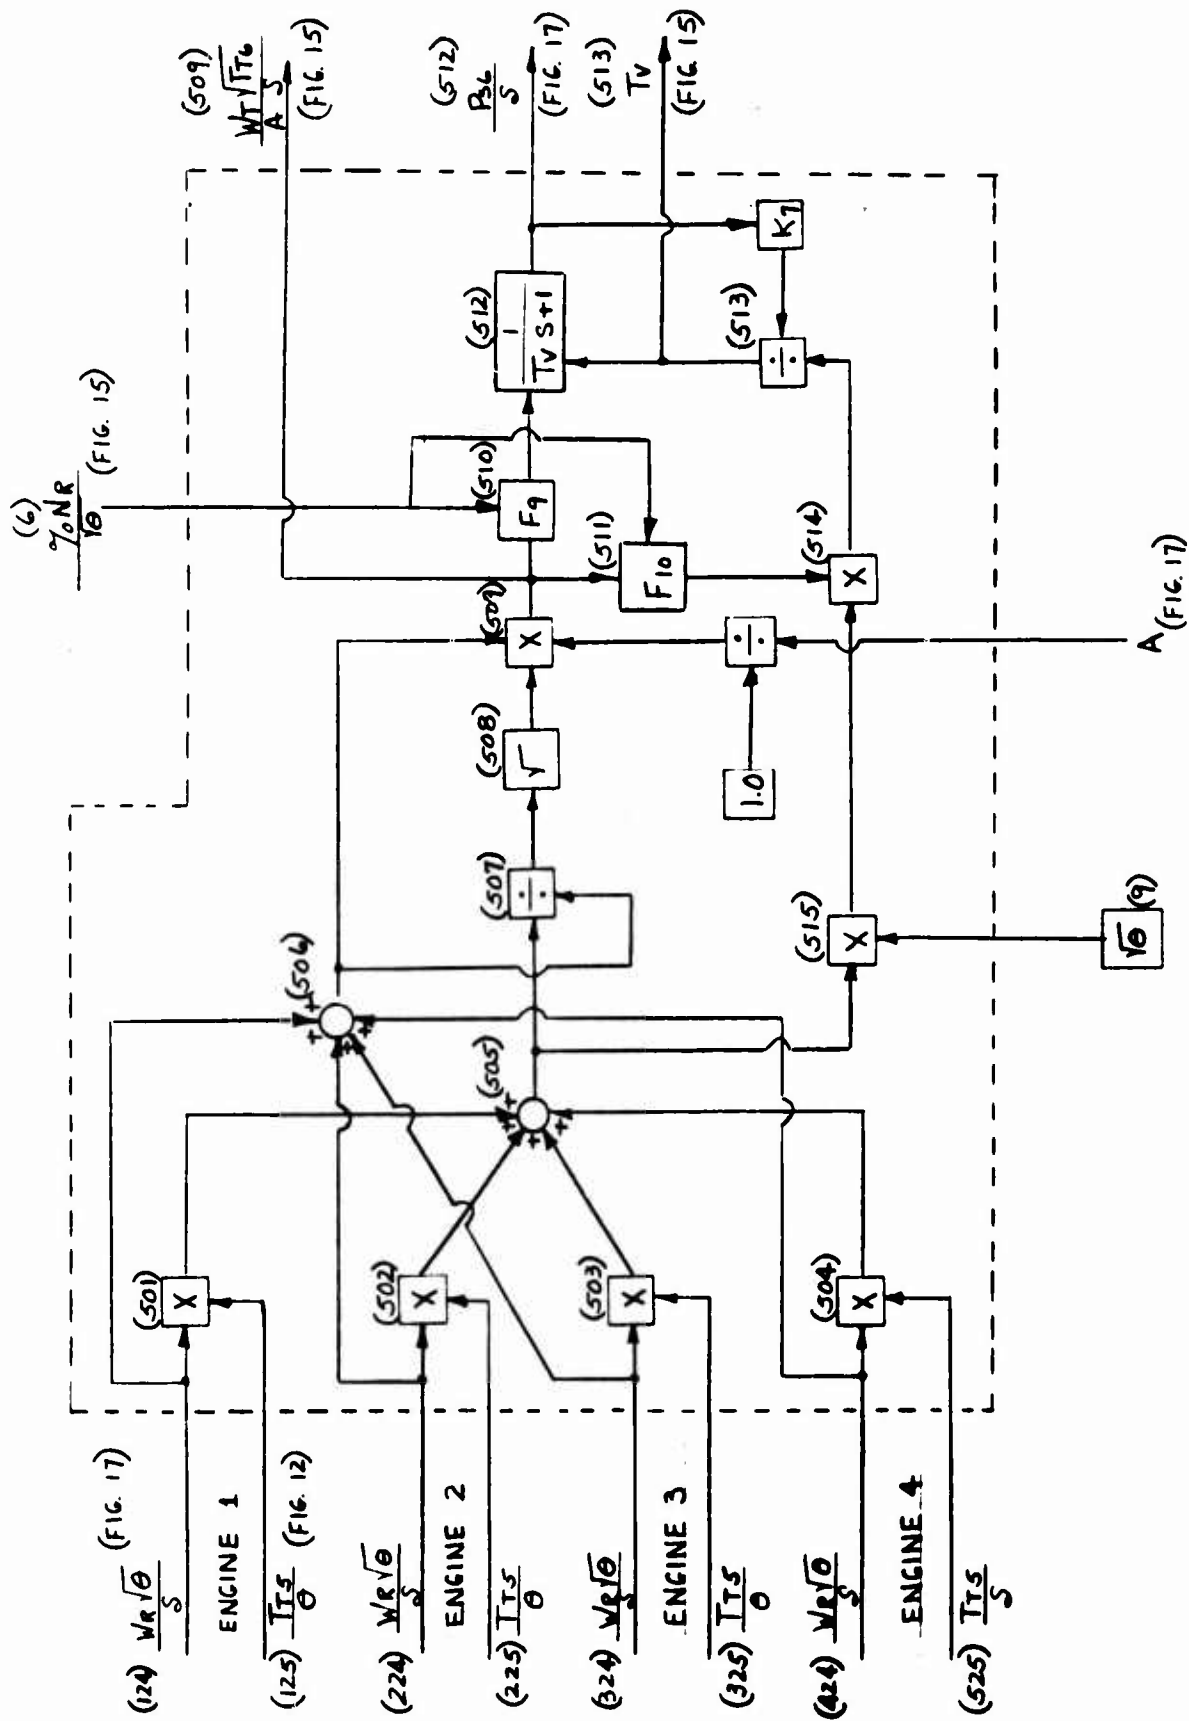 (6)
%NR
√θ
(FIG. 15)
(509)
WT√TT6
A S
(FIG. 15)
(512)
PS6
S
(FIG. 17)
(513)
TV
(FIG. 15)
(124) WR√θ
S
(FIG. 17)
ENGINE 1
(125) TT5
θ
(FIG. 12)
(224) WR√θ
S
ENGINE 2
(225) TT5
θ
(324) WR√θ
S
ENGINE 3
(325) TT5
θ
(424) WR√θ
S
ENGINE 4
(525) TT5
S
(501)
X
(502)
X
(503)
X
(504)
X
+ + + +
(506)
+ + + +
(505)
(507)
÷
(508)
√
(509)
X
(510)
F9
(511)
F10
(512)
1
TV S+1
K7
(513)
÷
(514)
X
(515)
X
1.0
÷
√θ
(9)
A (FIG. 17)